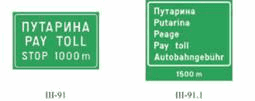 ПУТАРИНА
PAY TOLL
STOP 1000 m
III-91
Путарина
Putarina
Peage
Pay toll
Autobahngebühr
1500 m
III-91.1